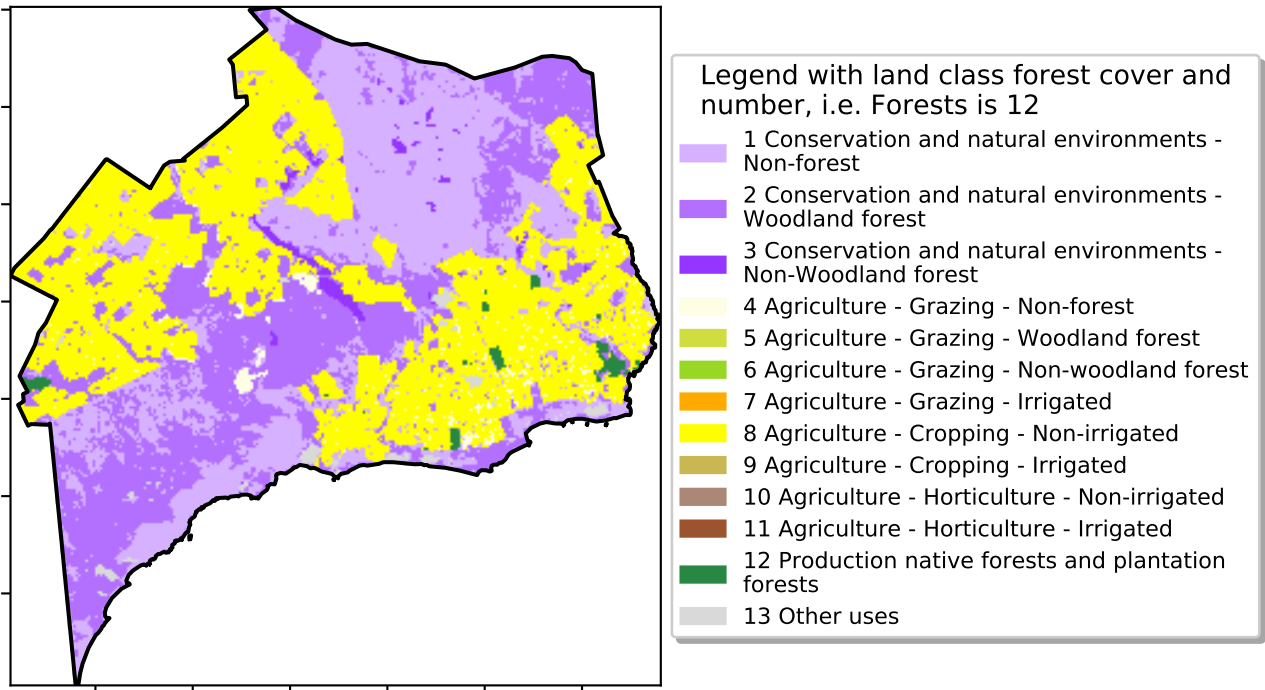 Legend with land class forest cover and
number, i.e. Forests is 12
1 Conservation and natural environments -
Non-forest
2 Conservation and natural environments -
Woodland forest
3 Conservation and natural environments -
Non-Woodland forest
4 Agriculture - Grazing - Non-forest
5 Agriculture - Grazing - Woodland forest
6 Agriculture - Grazing - Non-woodland forest
7 Agriculture - Grazing - Irrigated
8 Agriculture - Cropping - Non-irrigated
9 Agriculture - Cropping - Irrigated
10 Agriculture - Horticulture - Non-irrigated
11 Agriculture - Horticulture - Irrigated
12 Production native forests and plantation
forests
13 Other uses